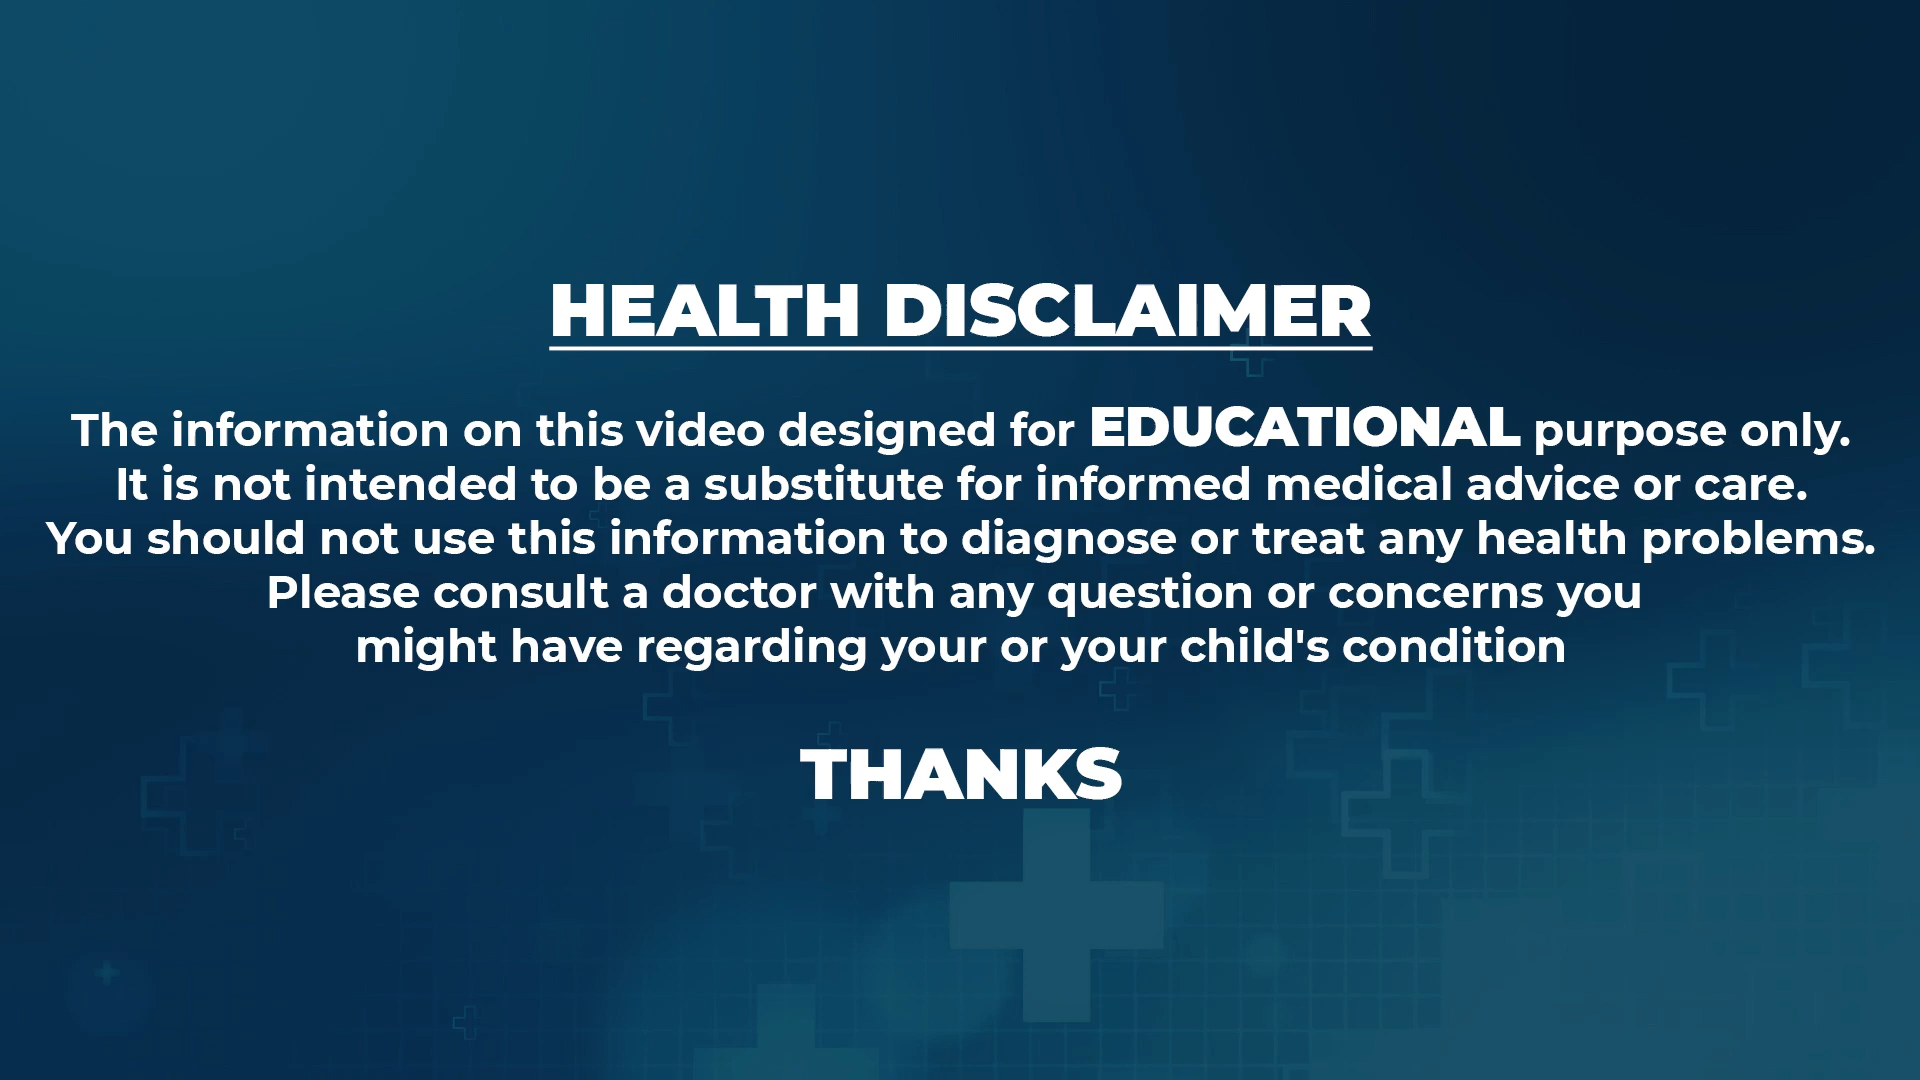 HEALTH DISCLAIMER
The information on this video designed for EDUCATIONAL purpose only.
It is not intended to be a substitute for informed medical advice or care.
You should not use this information to diagnose or treat any health problems.
Please consult a doctor with any question or concerns you
might have regarding your or your child's condition
THANKS